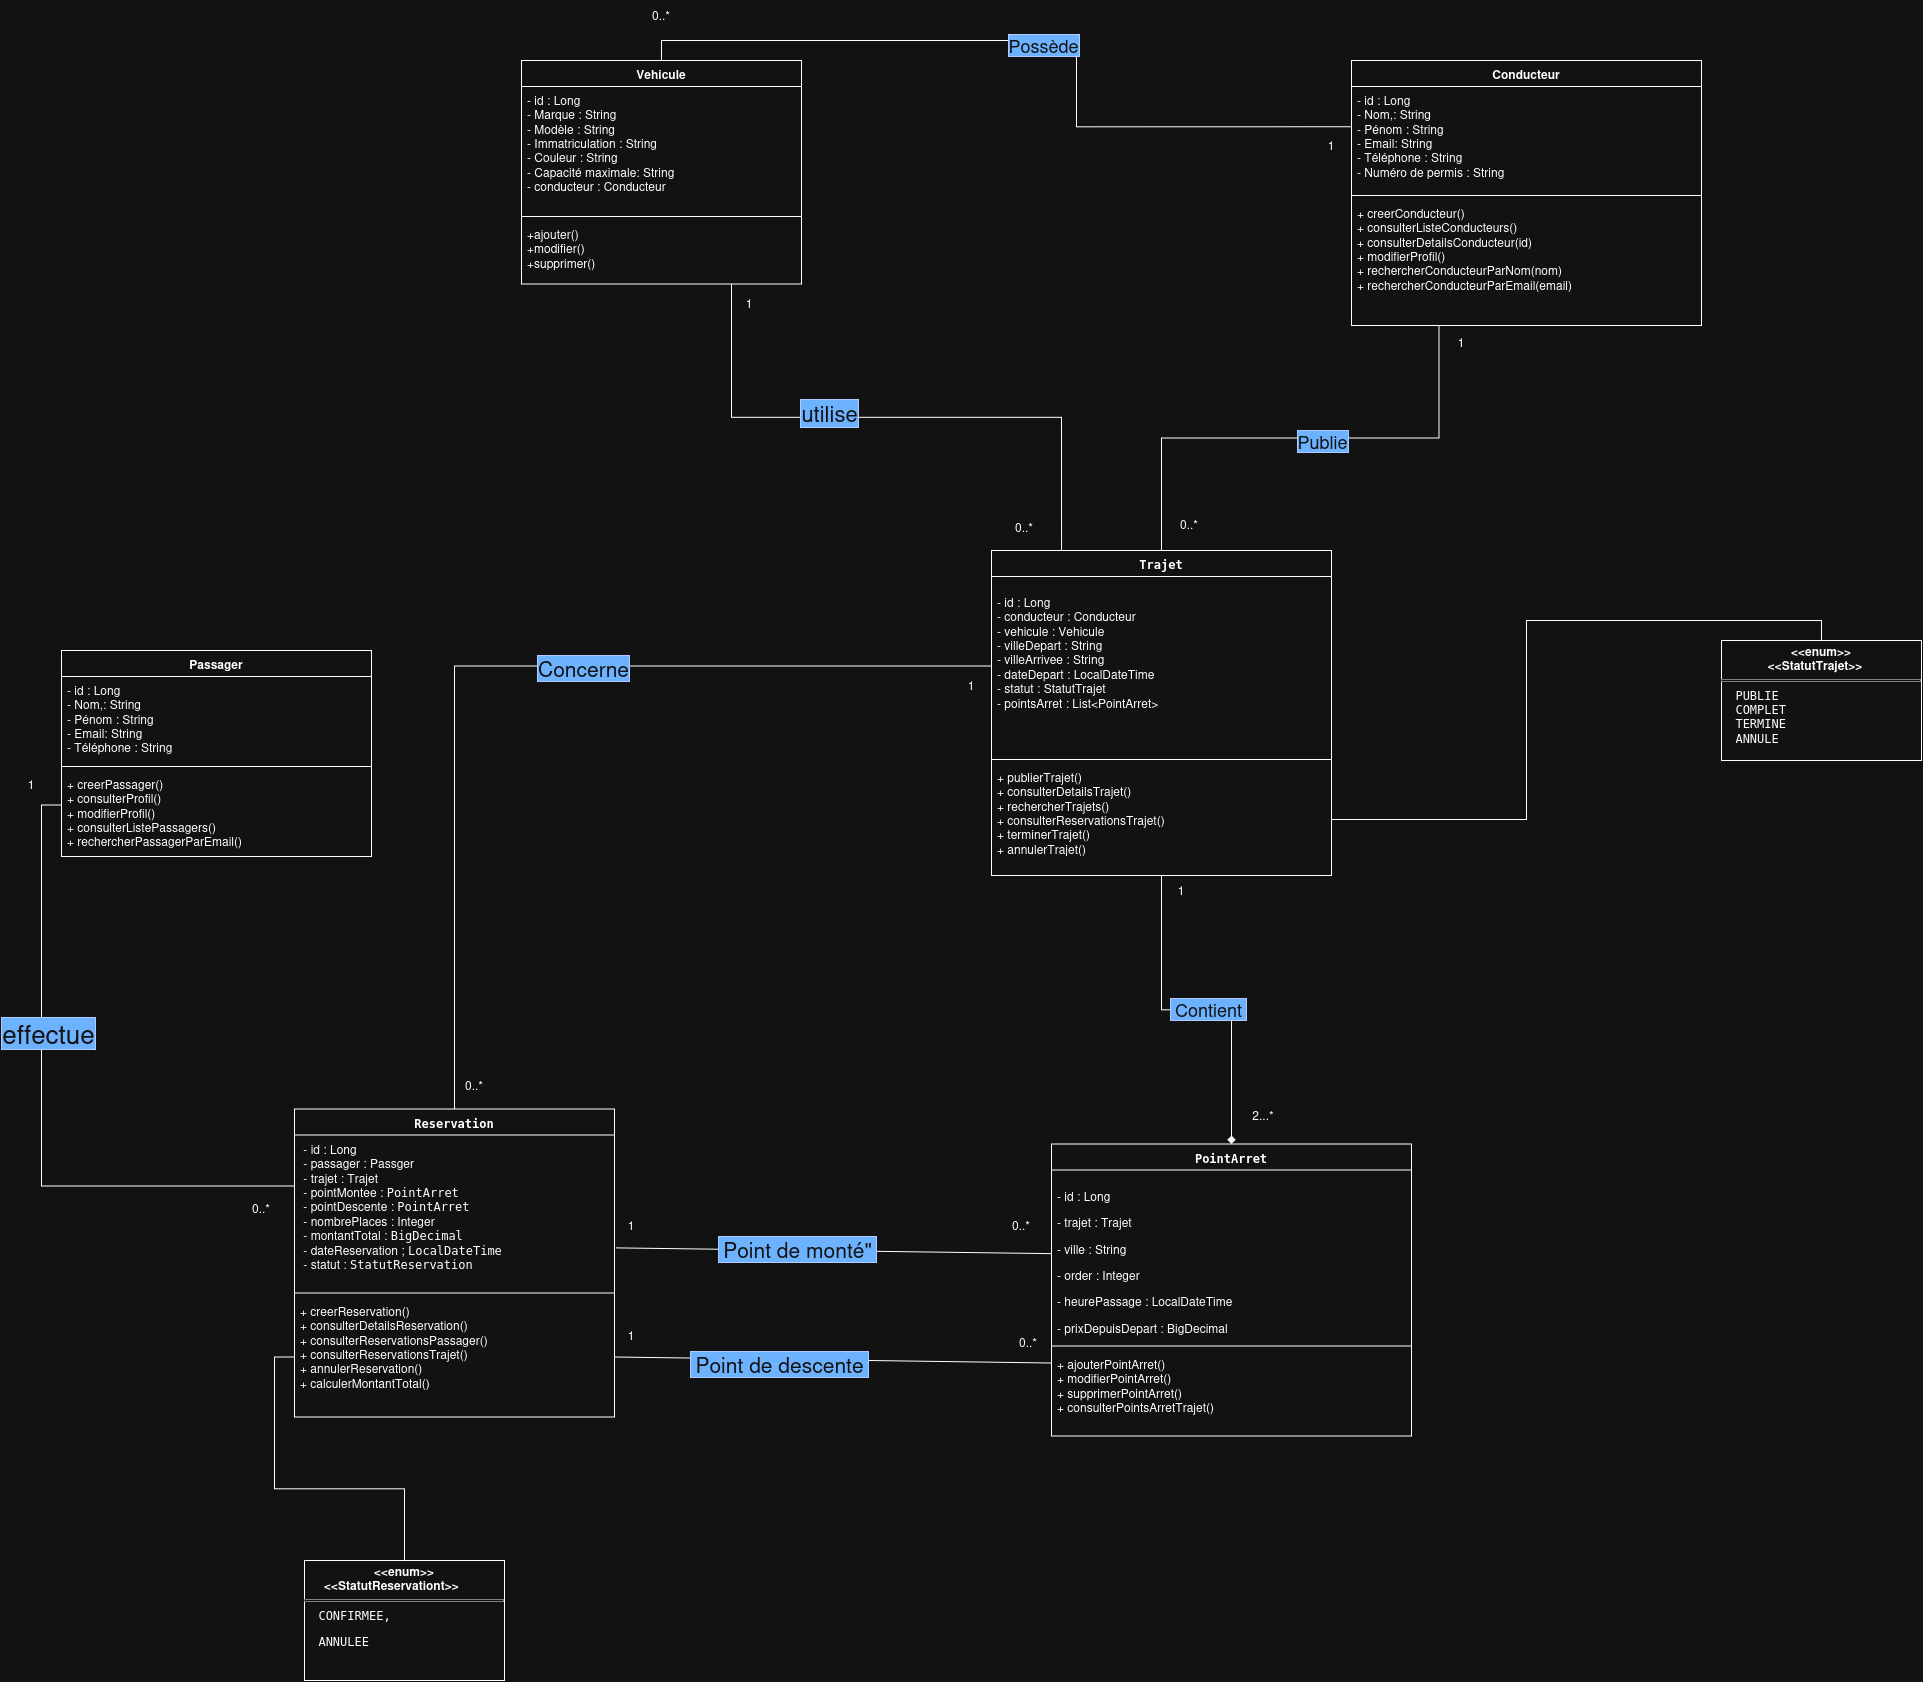 0..*
Possède
Vehicule
- id : Long
- Marque : String
- Modèle : String
- Immatriculation : String
- Couleur : String
- Capacité maximale: String
- conducteur : Conducteur
+ajouter()
+modifier()
+supprimer()
1
Conducteur
- id : Long
- Nom,: String
- Pénom : String
- Email: String
- Téléphone : String
- Numéro de permis : String
+ creerConducteur()
+ consulterListeConducteurs()
+ consulterDetailsConducteur(id)
+ modifierProfil()
+ rechercherConducteurParNom(nom)
+ rechercherConducteurParEmail(email)
1
1
utilise
Publie
0..*
0..*
Trajet
- id : Long
- conducteur : Conducteur
- vehicule : Vehicule
- villeDepart : String
- villeArrivee : String
- dateDepart : LocalDateTime
- statut : StatutTrajet
- pointsArret : List<PointArret>
+ publierTrajet()
+ consulterDetailsTrajet()
+ rechercherTrajets()
+ consulterReservationsTrajet()
+ terminerTrajet()
+ annulerTrajet()
<<enum>>
<<StatutTrajet>>
PUBLIE
COMPLET
TERMINE
ANNULE
Concerne
1
Passager
- id : Long
- Nom,: String
- Pénom : String
- Email: String
- Téléphone : String
+ creerPassager()
+ consulterProfil()
+ modifierProfil()
+ consulterListePassagers()
+ rechercherPassagerParEmail()
1
1
Contient
effectue
0..*
2...*
Reservation
- id : Long
- passager : Passger
- trajet : Trajet
- pointMontee : PointArret
- pointDescente : PointArret
- nombrePlaces : Integer
- montantTotal : BigDecimal
- dateReservation ; LocalDateTime
- statut : StatutReservation
+ creerReservation()
+ consulterDetailsReservation()
+ consulterReservationsPassager()
+ consulterReservationsTrajet()
+ annulerReservation()
+ calculerMontantTotal()
0..*
1
Point de monté"
0..*
1
Point de descente
0..*
PointArret
- id : Long
- trajet : Trajet
- ville : String
- order : Integer
- heurePassage : LocalDateTime
- prixDepuisDepart : BigDecimal
+ ajouterPointArret()
+ modifierPointArret()
+ supprimerPointArret()
+ consulterPointsArretTrajet()
<<enum>>
<<StatutReservationt>>
CONFIRMEE,
ANNULEE